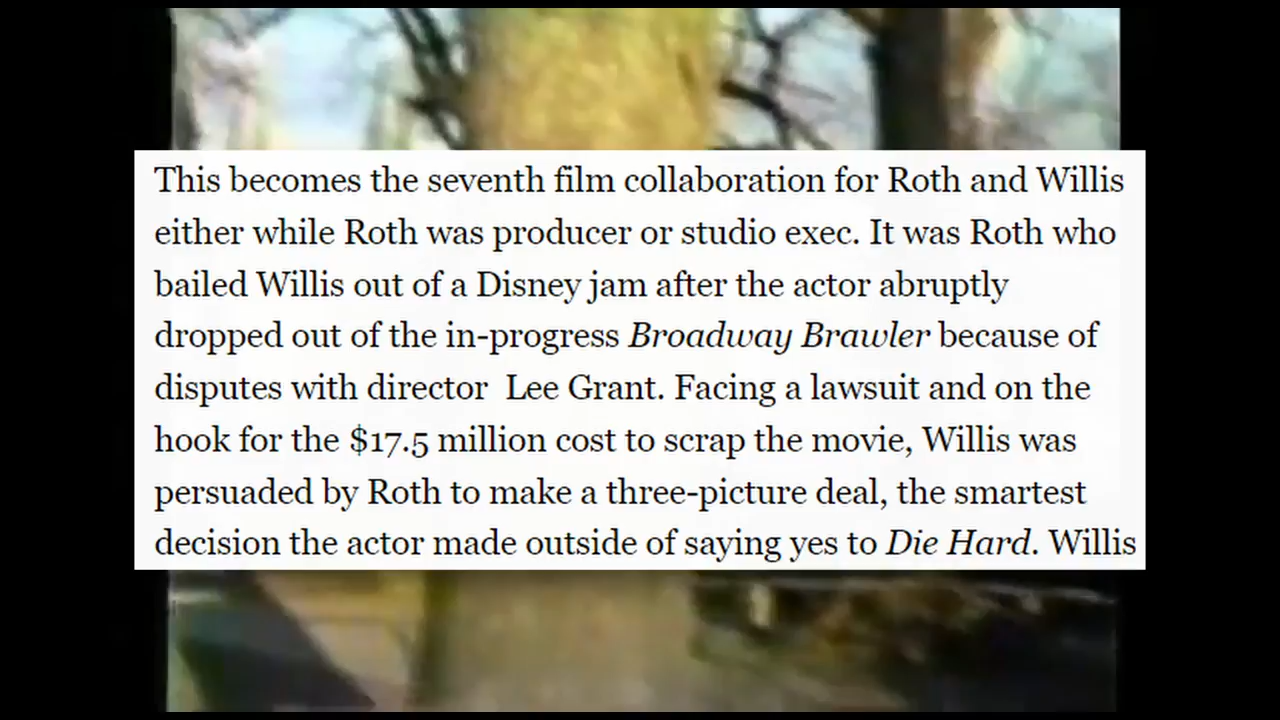 This becomes the seventh film collaboration for Roth and Willis
either while Roth was producer or studio exec. It was Roth who
bailed Willis out of a Disney jam after the actor abruptly
dropped out of the in-progress Broadway Brawler because of
disputes with director  Lee Grant. Facing a lawsuit and on the
hook for the $17.5 million cost to scrap the movie, Willis was
persuaded by Roth to make a three-picture deal, the smartest
decision the actor made outside of saying yes to Die Hard. Willis